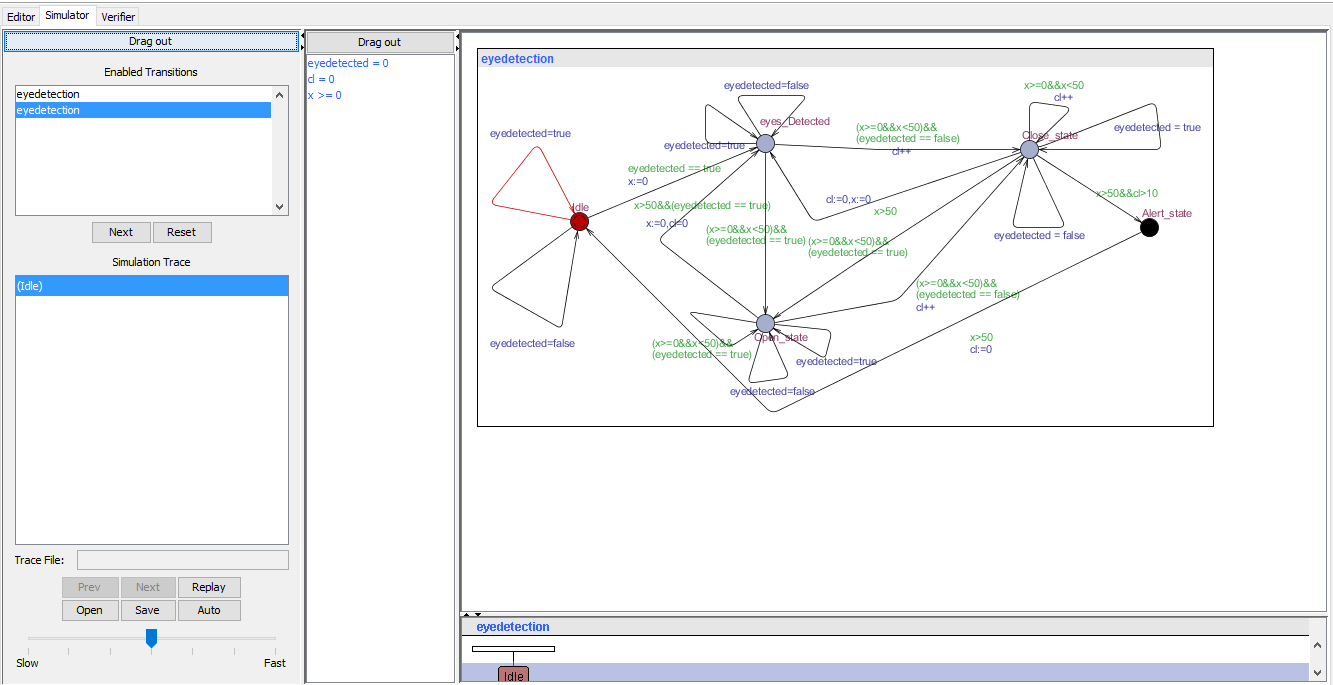 Editor Simulator Verifier
Drag out
Enabled Transitions
eyedetection
eyedetection
Next Reset
Simulation Trace
(Idle)
Trace File:
Prev Next Replay
Open Save Auto
Slow Fast
Drag out
eyedetected = 0
cl = 0
x >= 0
eyedetection
eyedetected=false
eyes_Detected
eyedetected=true
eyedetected=true
Idle
eyedetected == true
x:=0
(x>=0&&x<50)&&
(eyedetected == false)
cl++
x>=0&&x<50
cl++
Close_state
eyedetected = true
x>50&&cl>10
Alert_state
eyedetected = false
cl:=0,x:=0
x>50
x>50&&(eyedetected == true)
x:=0,cl=0
(x>=0&&x<50)&&
(eyedetected == true)
(x>=0&&x<50)&&
(eyedetected == true)
(x>=0&&x<50)&&
(eyedetected == false)
cl++
x>50
cl:=0
Open_state
(x>=0&&x<50)&&
(eyedetected == true)
eyedetected=true
eyedetected=false
eyedetected=false
eyedetection
Idle